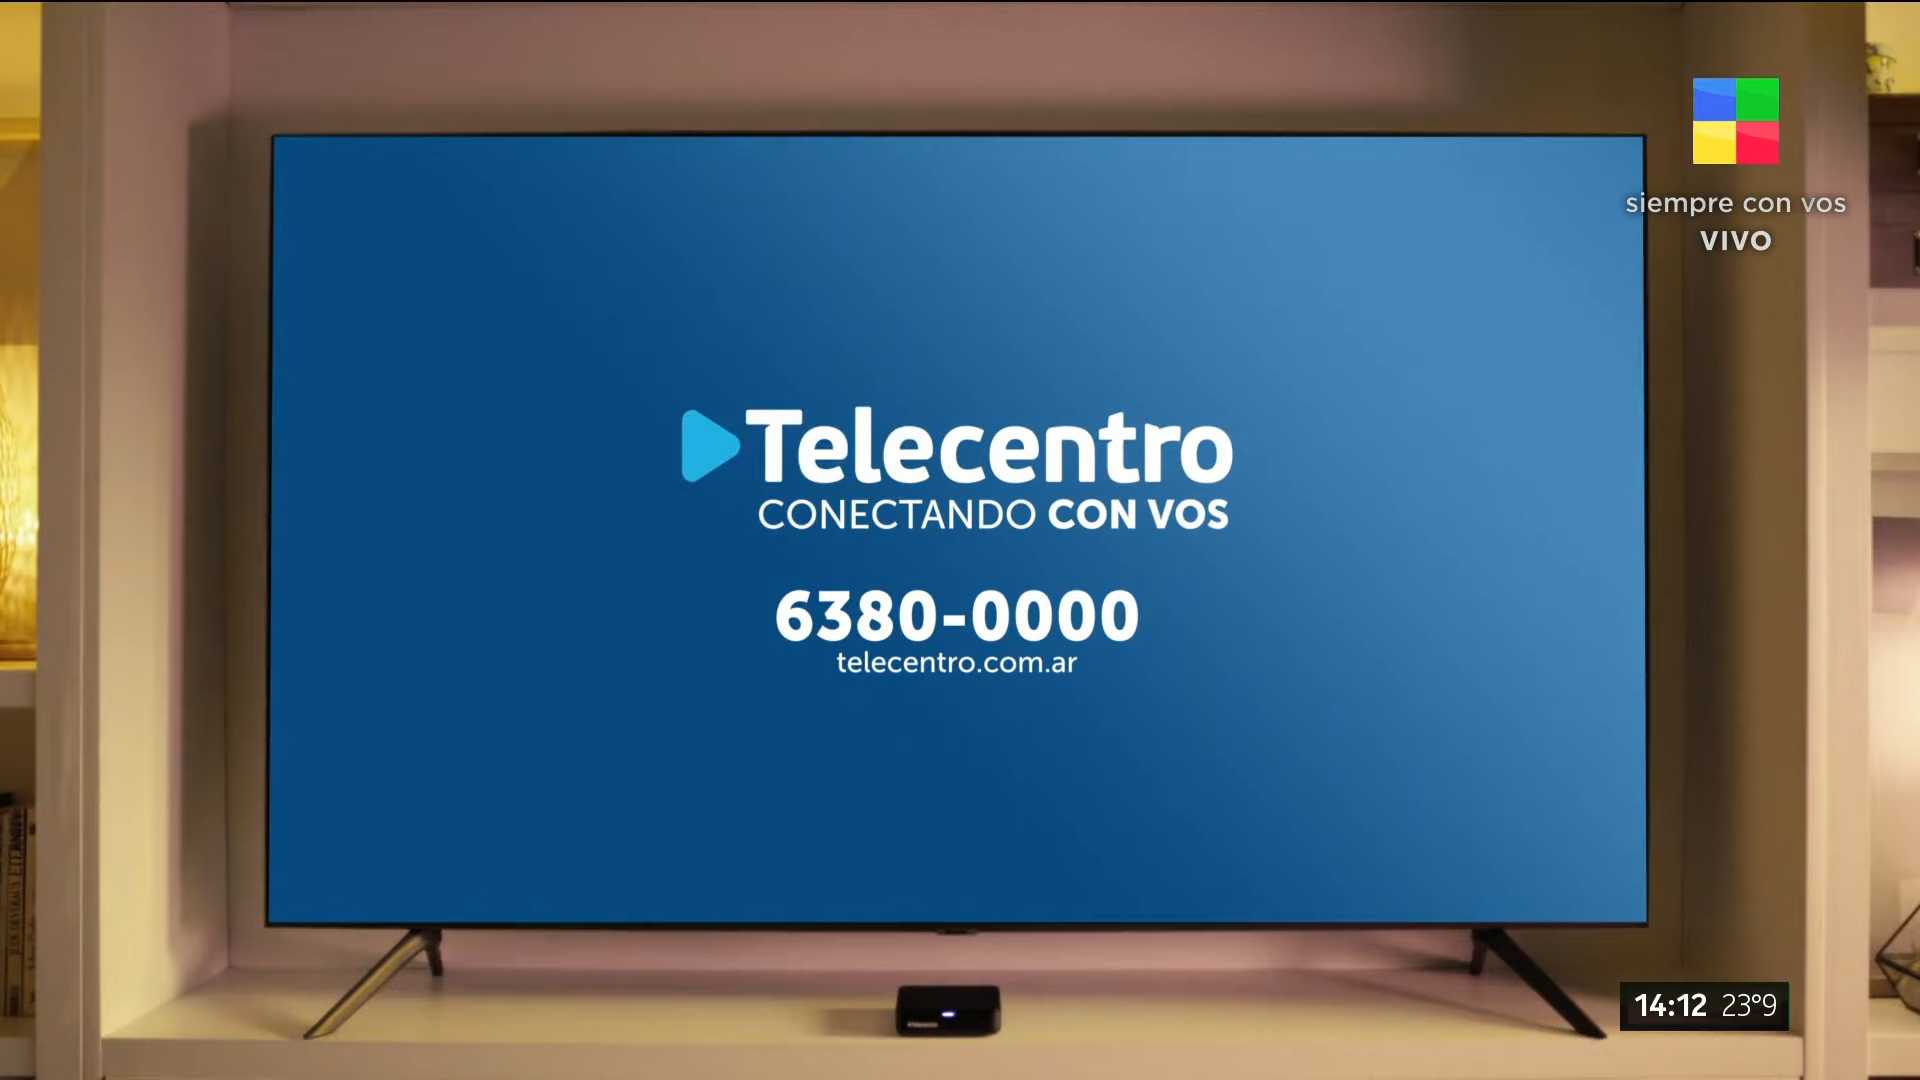 siempre con vos
VIVO
Telecentro
CONECTANDO CON VOS
6380-0000
telecentro.com.ar
14:12 23°9